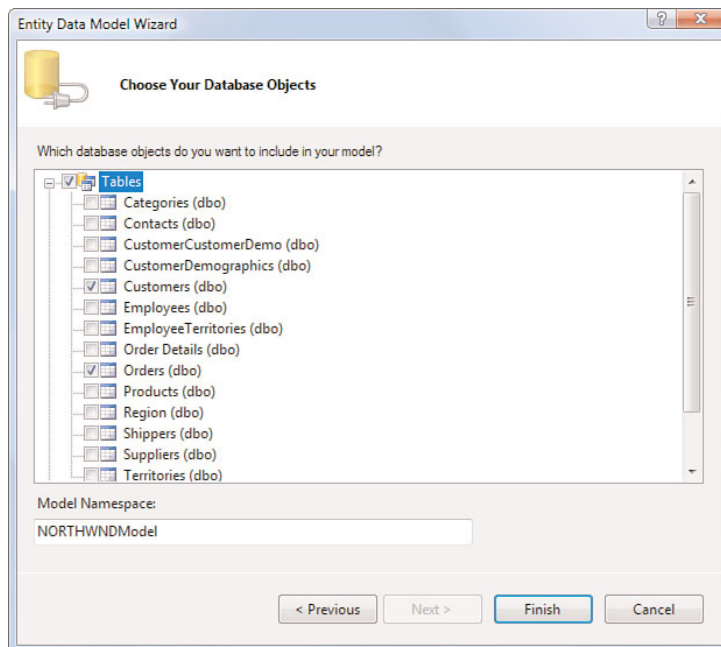 Entity Data Model Wizard
Choose Your Database Objects
Which database objects do you want to include in your model?
Tables
Categories (dbo)
Contacts (dbo)
CustomerCustomerDemo (dbo)
CustomerDemographics (dbo)
Customers (dbo)
Employees (dbo)
EmployeeTerritories (dbo)
Order Details (dbo)
Orders (dbo)
Products (dbo)
Region (dbo)
Shippers (dbo)
Suppliers (dbo)
Territories (dbo)
Model Namespace:
NORTHWNDModel
< Previous
Next >
Finish
Cancel